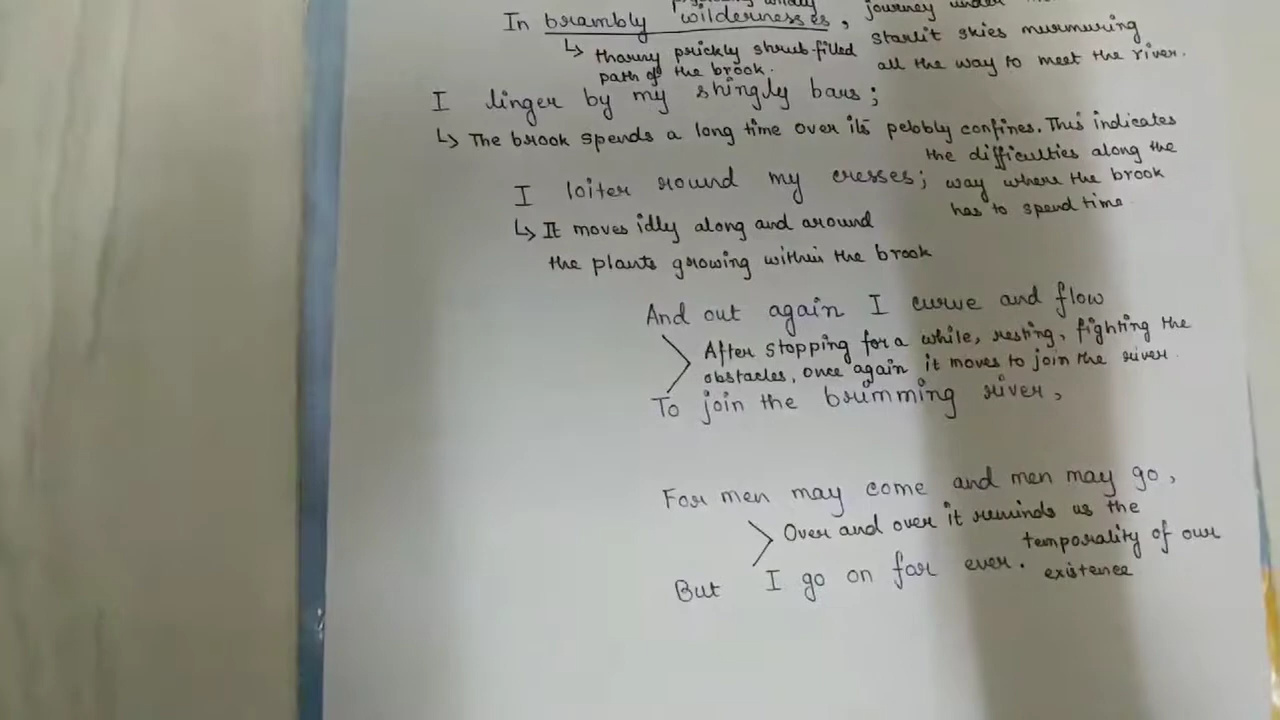 In brambly wildernesses, journey under
↳ thorny prickly shrub-filled starlit skies murmuring
path of the brook. all the way to meet the river.
I linger by my shingly bars;
↳ The brook spends a long time over its pebbly confines. This indicates
the difficulties along the
I loiter round my cresses; way where the brook
has to spend time
↳ It moves idly along and around
the plants growing within the brook
And out again I curve and flow
After stopping for a while, resting, fighting the
obstacles, once again it moves to join the river.
To join the brimming river,
For men may come and men may go,
Over and over it reminds us the
temporality of our
But I go on for ever. existence